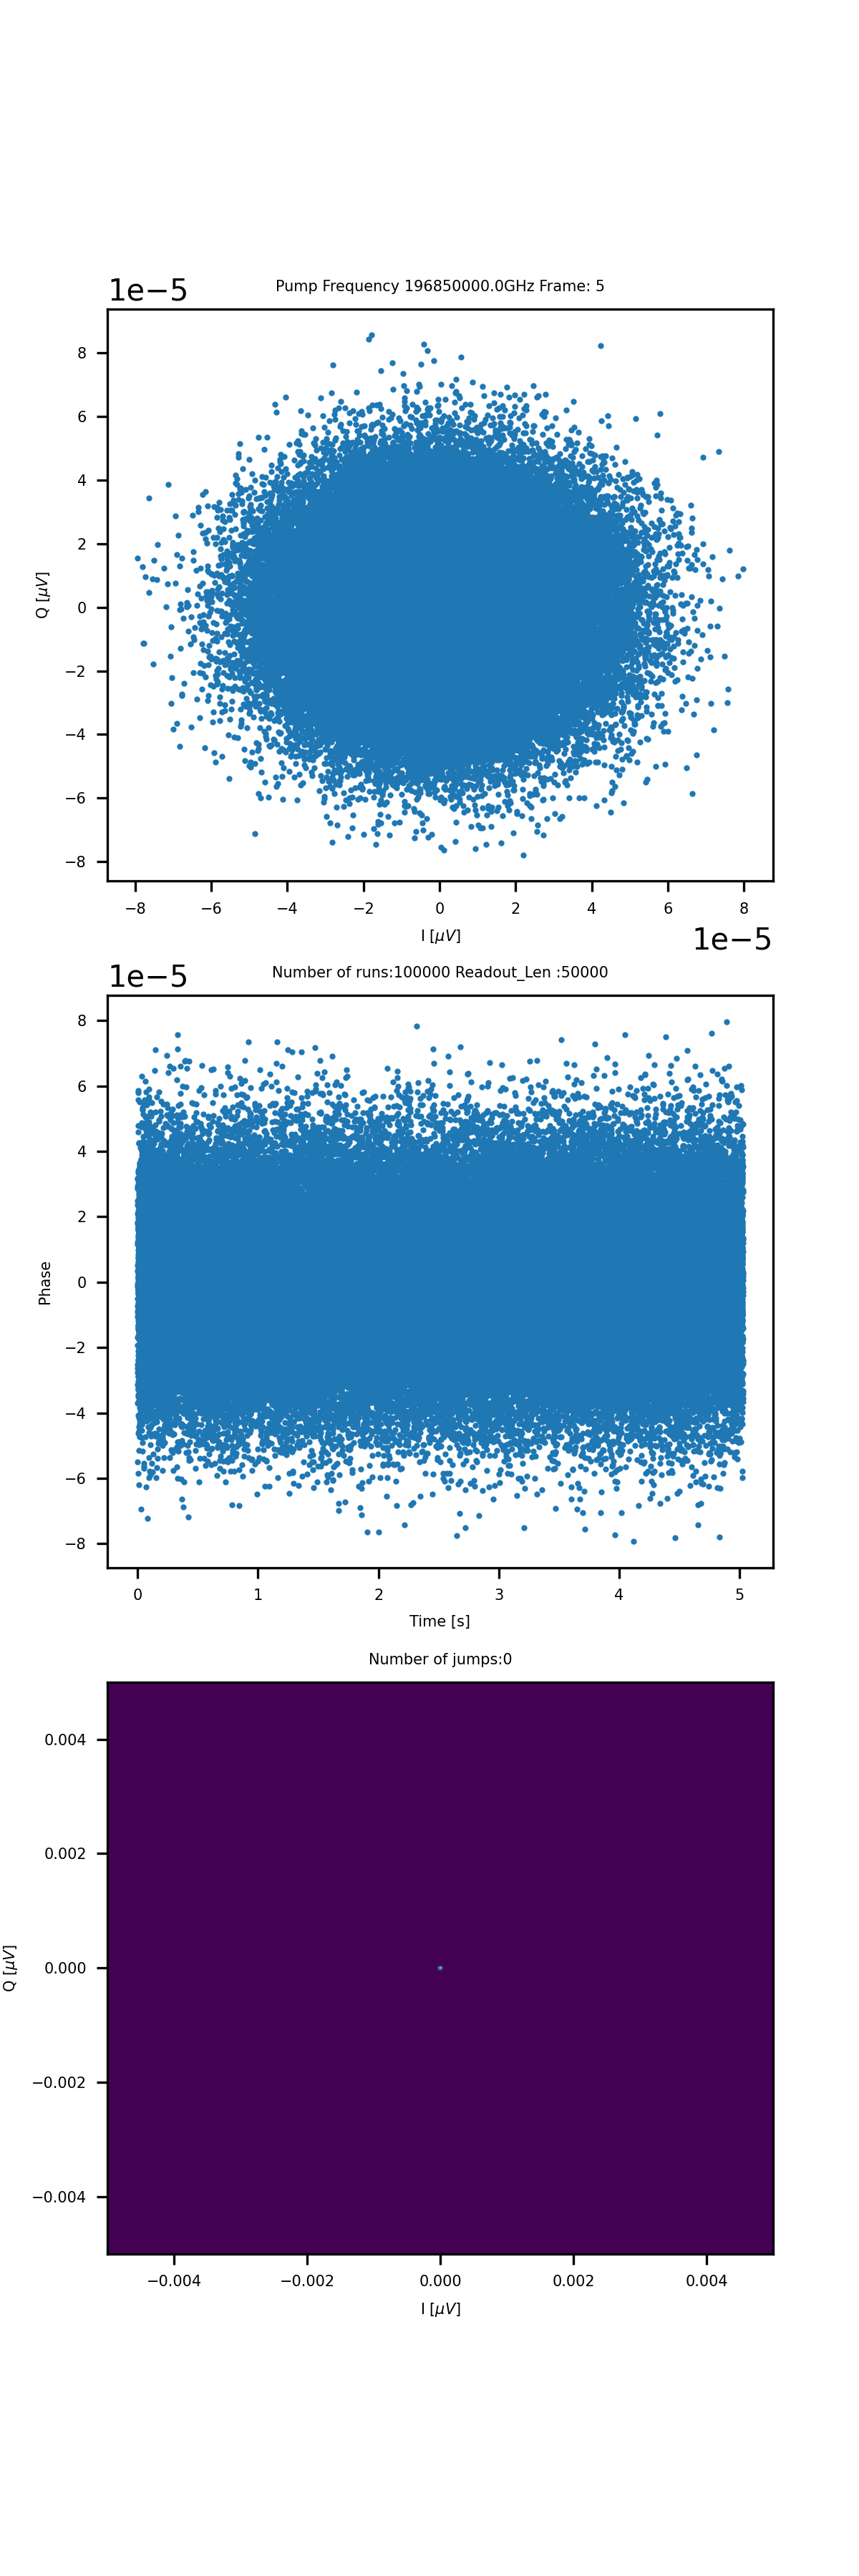 1e−5
Pump Frequency 196850000.0GHz Frame: 5
8
6
4
2
0
−2
−4
−6
−8
Q [μV]
−8 −6 −4 −2 0 2 4 6 8
I [μV]
1e−5
1e−5
Number of runs:100000 Readout_Len :50000
8
6
4
2
0
−2
−4
−6
−8
Phase
0 1 2 3 4 5
Time [s]
Number of jumps:0
0.004
0.002
0.000
−0.002
−0.004
Q [μV]
−0.004 −0.002 0.000 0.002 0.004
I [μV]